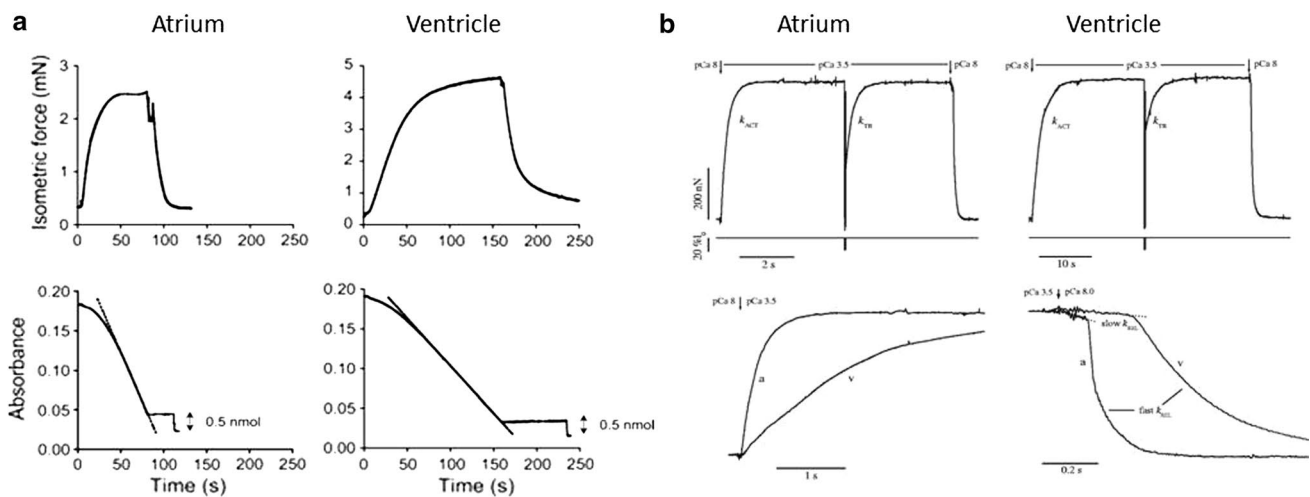 a
Atrium
Ventricle
Isometric force (mN)
3
2
1
0
0 50 100 150 200 250
5
4
3
2
1
0
0 50 100 150 200 250
Absorbance
0.20
0.15
0.10
0.05
0.00
0.5 nmol
0 50 100 150 200 250
Time (s)
0.20
0.15
0.10
0.05
0.00
0.5 nmol
0 50 100 150 200 250
Time (s)
b
Atrium
Ventricle
pCa 8 pCa 3.5 pCa 8
kACT
kTR
200 nN
20 %l0
2 s
pCa 8 pCa 3.5 pCa 8
kACT
kTR
10 s
pCa 8 pCa 3.5
a
v
1 s
pCa 3.5 pCa 8.0
slow kREL
a
v
fast kREL
0.2 s